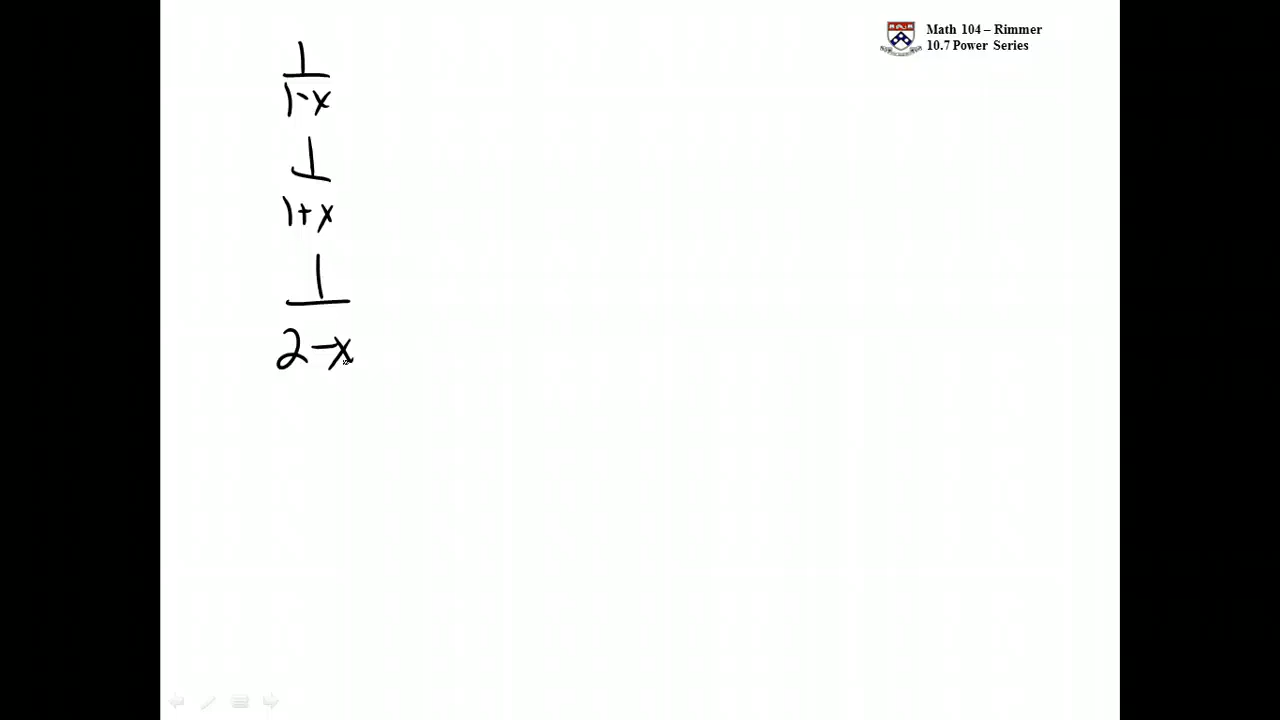 Math 104 – Rimmer
10.7 Power Series
1
1-x
1
1+x
1
2-x